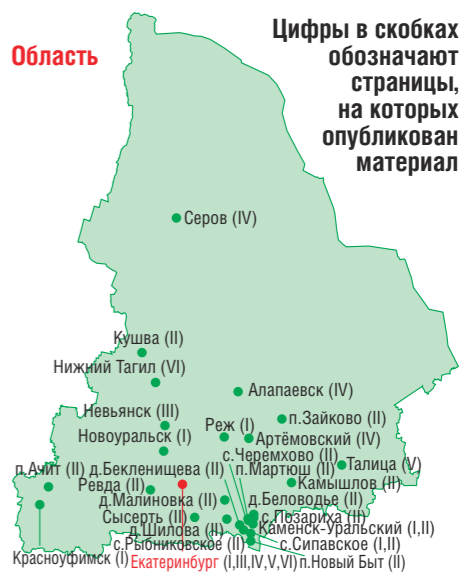 Область
Цифры в скобках
обозначают
страницы,
на которых
опубликован
материал
Серов (IV)
Кушва (II)
Нижний Тагил (VI)
Алапаевск (IV)
Невьянск (III)
Реж (I)
п.Зайково (II)
Новоуральск (I)
Артёмовский (IV)
с.Черемхово (II)
п.Ачит (II)
д.Бекленищева (II)
п.Мартюш (II)
Талица (V)
Ревда (II)
Камышлов (II)
д.Малиновка (II)
д.Беловодье (II)
Сысерть (II)
с.Позариха (II)
д.Шилова (II)
Каменск-Уральский (I,II)
с.Рыбниковское (II)
с.Сипавское (I,II)
Красноуфимск (I)
Екатеринбург (I,III,IV,V,VI)
п.Новый Быт (II)